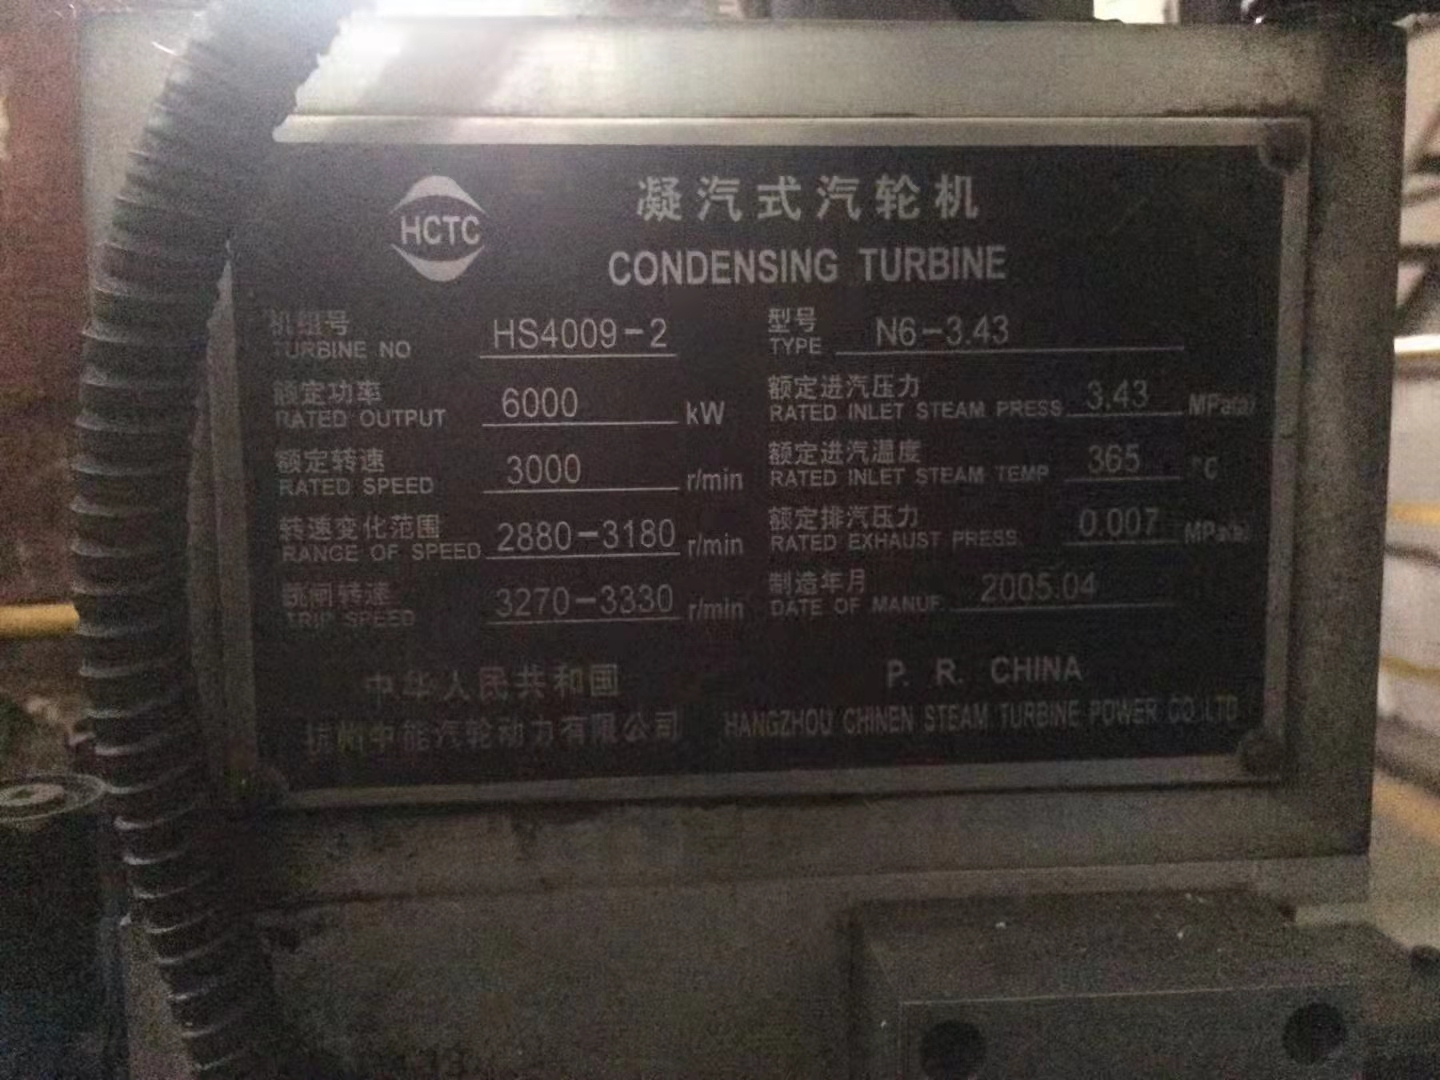 HCTC
凝汽式汽轮机
CONDENSING TURBINE
机组号 HS4009-2 型号 N6-3.43
TURBINE NO TYPE
额定功率 6000 kW 额定进汽压力 3.43 MPa(a)
RATED OUTPUT RATED INLET STEAM PRESS
额定转速 3000 r/min 额定进汽温度 365 °C
RATED SPEED RATED INLET STEAM TEMP
转速变化范围 2880-3180 r/min 额定排汽压力 0.007 MPa(a)
RANGE OF SPEED RATED EXHAUST PRESS
跳闸转速 3270-3330 r/min 制造年月 2005.04
TRIP SPEED DATE OF MANUF.
中华人民共和国 P. R. CHINA
杭州中能汽轮动力有限公司 HANGZHOU CHINEN STEAM TURBINE POWER CO.,LTD